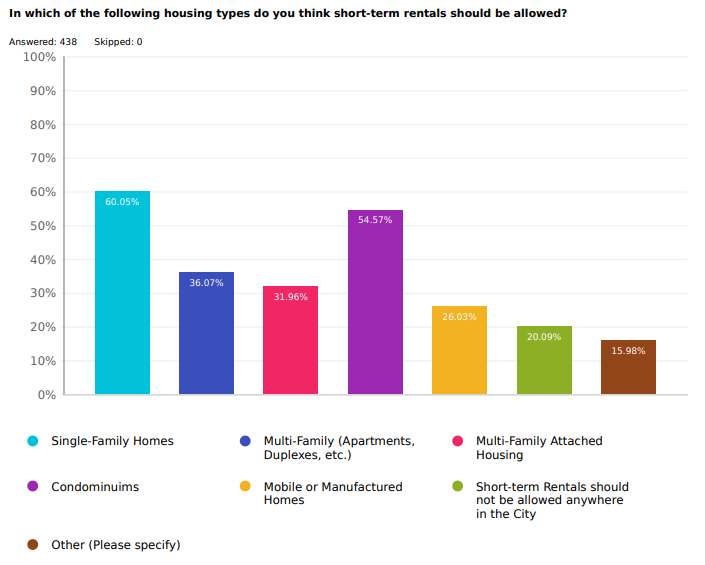 In which of the following housing types do you think short-term rentals should be allowed?
Answered: 438 Skipped: 0
100%
90%
80%
70%
60%
50%
40%
30%
20%
10%
0%
60.05%
36.07%
31.96%
54.57%
26.03%
20.09%
15.98%
Single-Family Homes
Multi-Family (Apartments,
Duplexes, etc.)
Multi-Family Attached
Housing
Condominuims
Mobile or Manufactured
Homes
Short-term Rentals should
not be allowed anywhere
in the City
Other (Please specify)